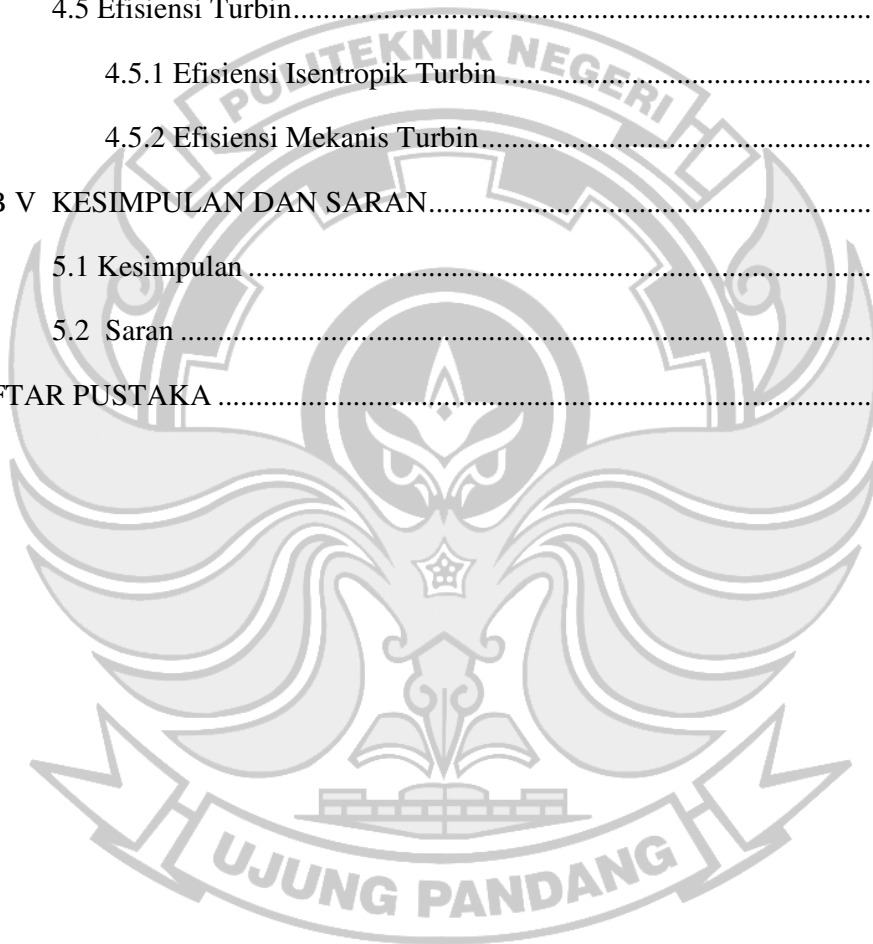 4.5 Efisiensi Turbin
POLITEKNIK NEGERI
4.5.1 Efisiensi Isentropik Turbin
4.5.2 Efisiensi Mekanis Turbin
B V KESIMPULAN DAN SARAN
5.1 Kesimpulan
5.2 Saran
FTAR PUSTAKA
UJUNG PANDANG